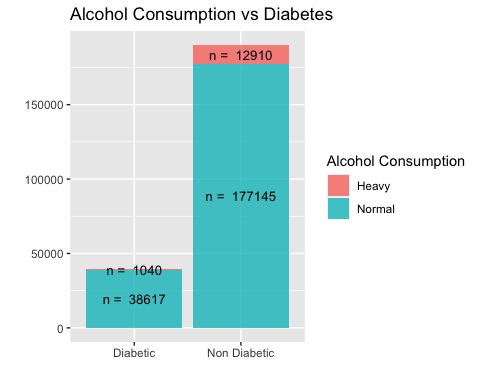 Alcohol Consumption vs Diabetes
150000
100000
50000
0
n = 12910
n = 177145
n = 1040
n = 38617
Diabetic
Non Diabetic
Alcohol Consumption
Heavy
Normal